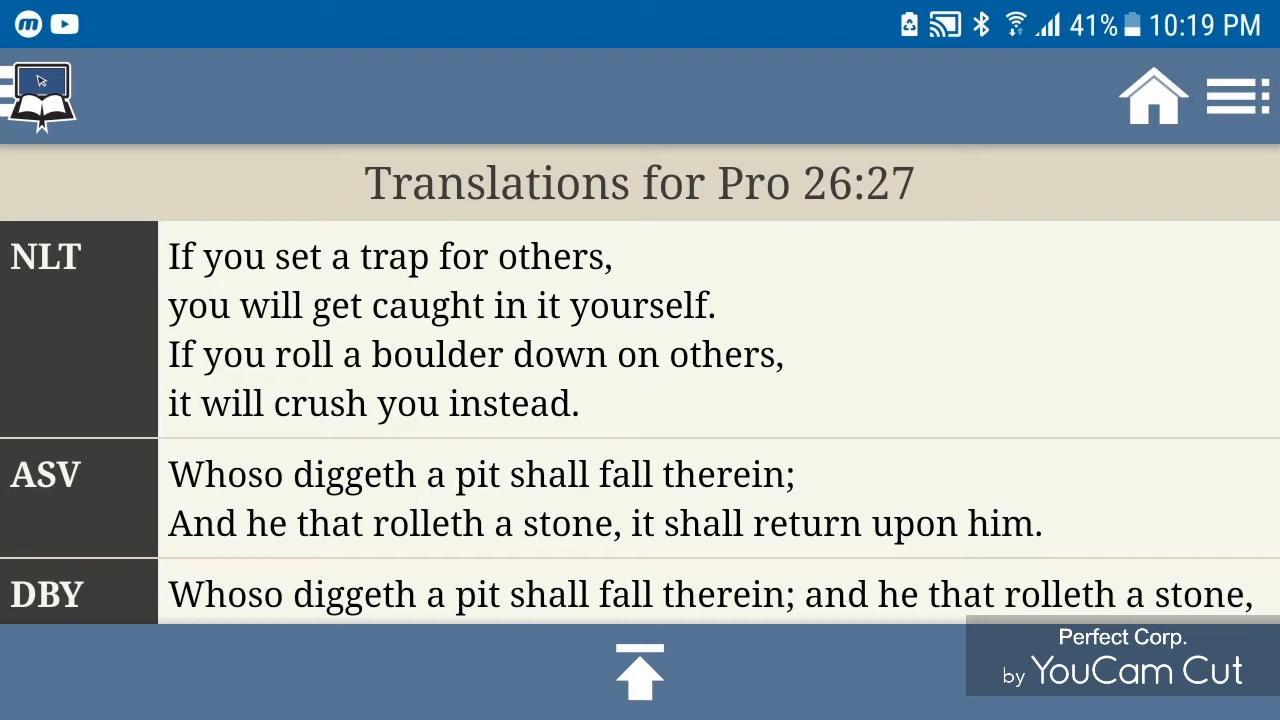 41% 10:19 PM
Translations for Pro 26:27
NLT
If you set a trap for others,
you will get caught in it yourself.
If you roll a boulder down on others,
it will crush you instead.
ASV
Whoso diggeth a pit shall fall therein;
And he that rolleth a stone, it shall return upon him.
DBY
Whoso diggeth a pit shall fall therein; and he that rolleth a stone,
Perfect Corp.
by YouCam Cut